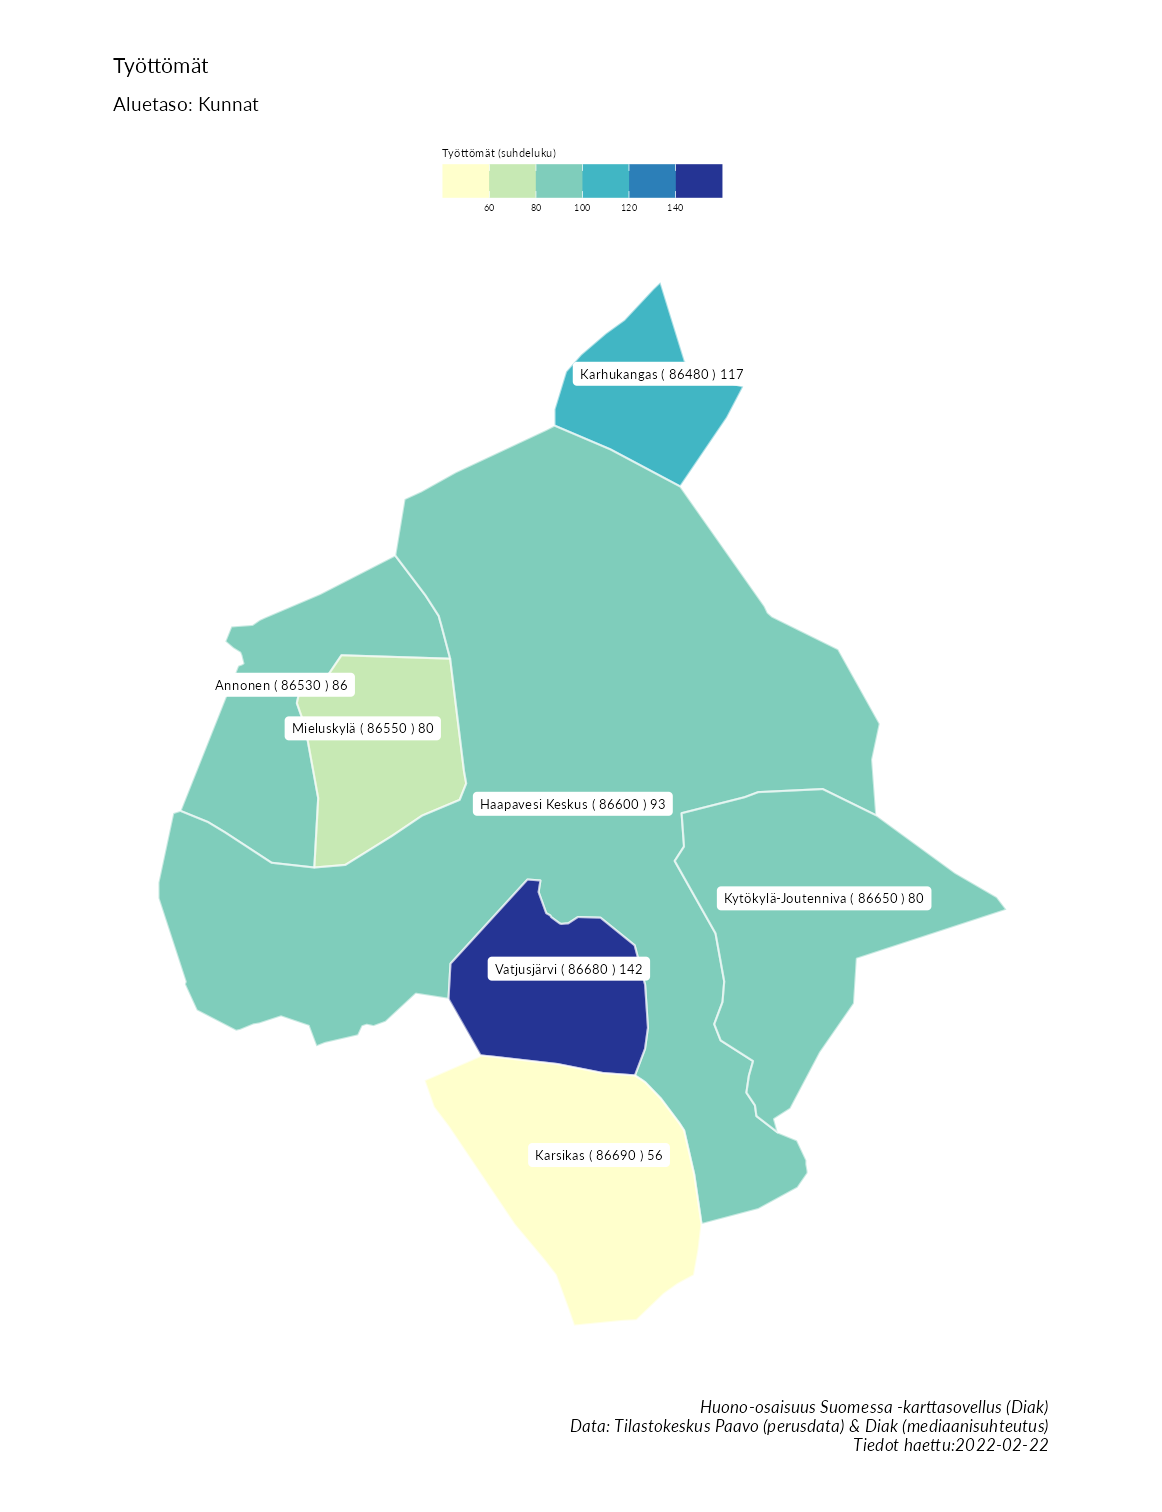 Työttömät
Aluetaso: Kunnat
Työttömät (suhdeluku)
60 80 100 120 140
Karhukangas ( 86480 ) 117
Annonen ( 86530 ) 86
Mieluskylä ( 86550 ) 80
Haapavesi Keskus ( 86600 ) 93
Kytökylä-Joutenniva ( 86650 ) 80
Vatjusjärvi ( 86680 ) 142
Karsikas ( 86690 ) 56
Huono-osaisuus Suomessa -karttasovellus (Diak)
Data: Tilastokeskus Paavo (perusdata) & Diak (mediaanisuhteutus)
Tiedot haettu:2022-02-22